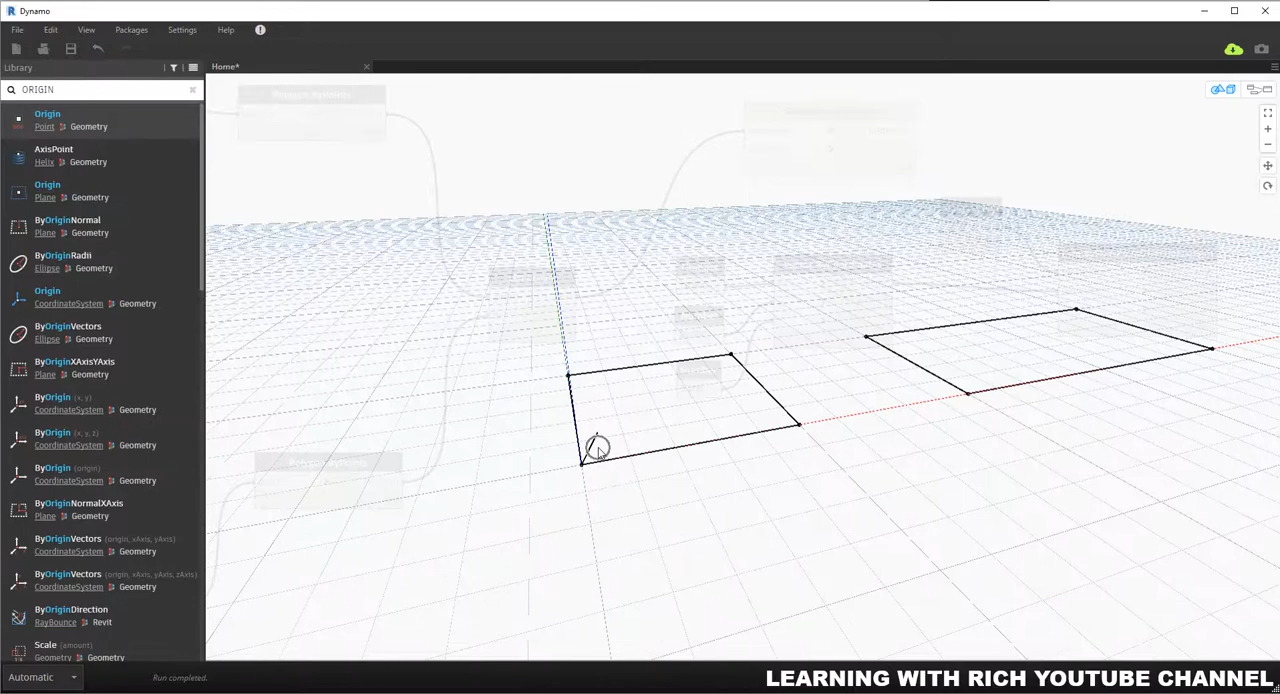 Dynamo
File Edit View Packages Settings Help
Library
Home*
ORIGIN
Origin
Point Geometry
AxisPoint
Helix Geometry
Origin
Plane Geometry
ByOriginNormal
Plane Geometry
ByOriginRadii
Ellipse Geometry
Origin
CoordinateSystem Geometry
ByOriginVectors
Ellipse Geometry
ByOriginXAxisYAxis
Plane Geometry
ByOrigin (x, y)
CoordinateSystem Geometry
ByOrigin (x, y, z)
CoordinateSystem Geometry
ByOrigin (origin)
CoordinateSystem Geometry
ByOriginNormalXAxis
Plane Geometry
ByOriginVectors (origin, xAxis, yAxis)
CoordinateSystem Geometry
ByOriginVectors (origin, xAxis, yAxis, zAxis)
CoordinateSystem Geometry
ByOriginDirection
RayBounce Revit
Scale (amount)
Geometry Geometry
Automatic
Run completed.
LEARNING WITH RICH YOUTUBE CHANNEL